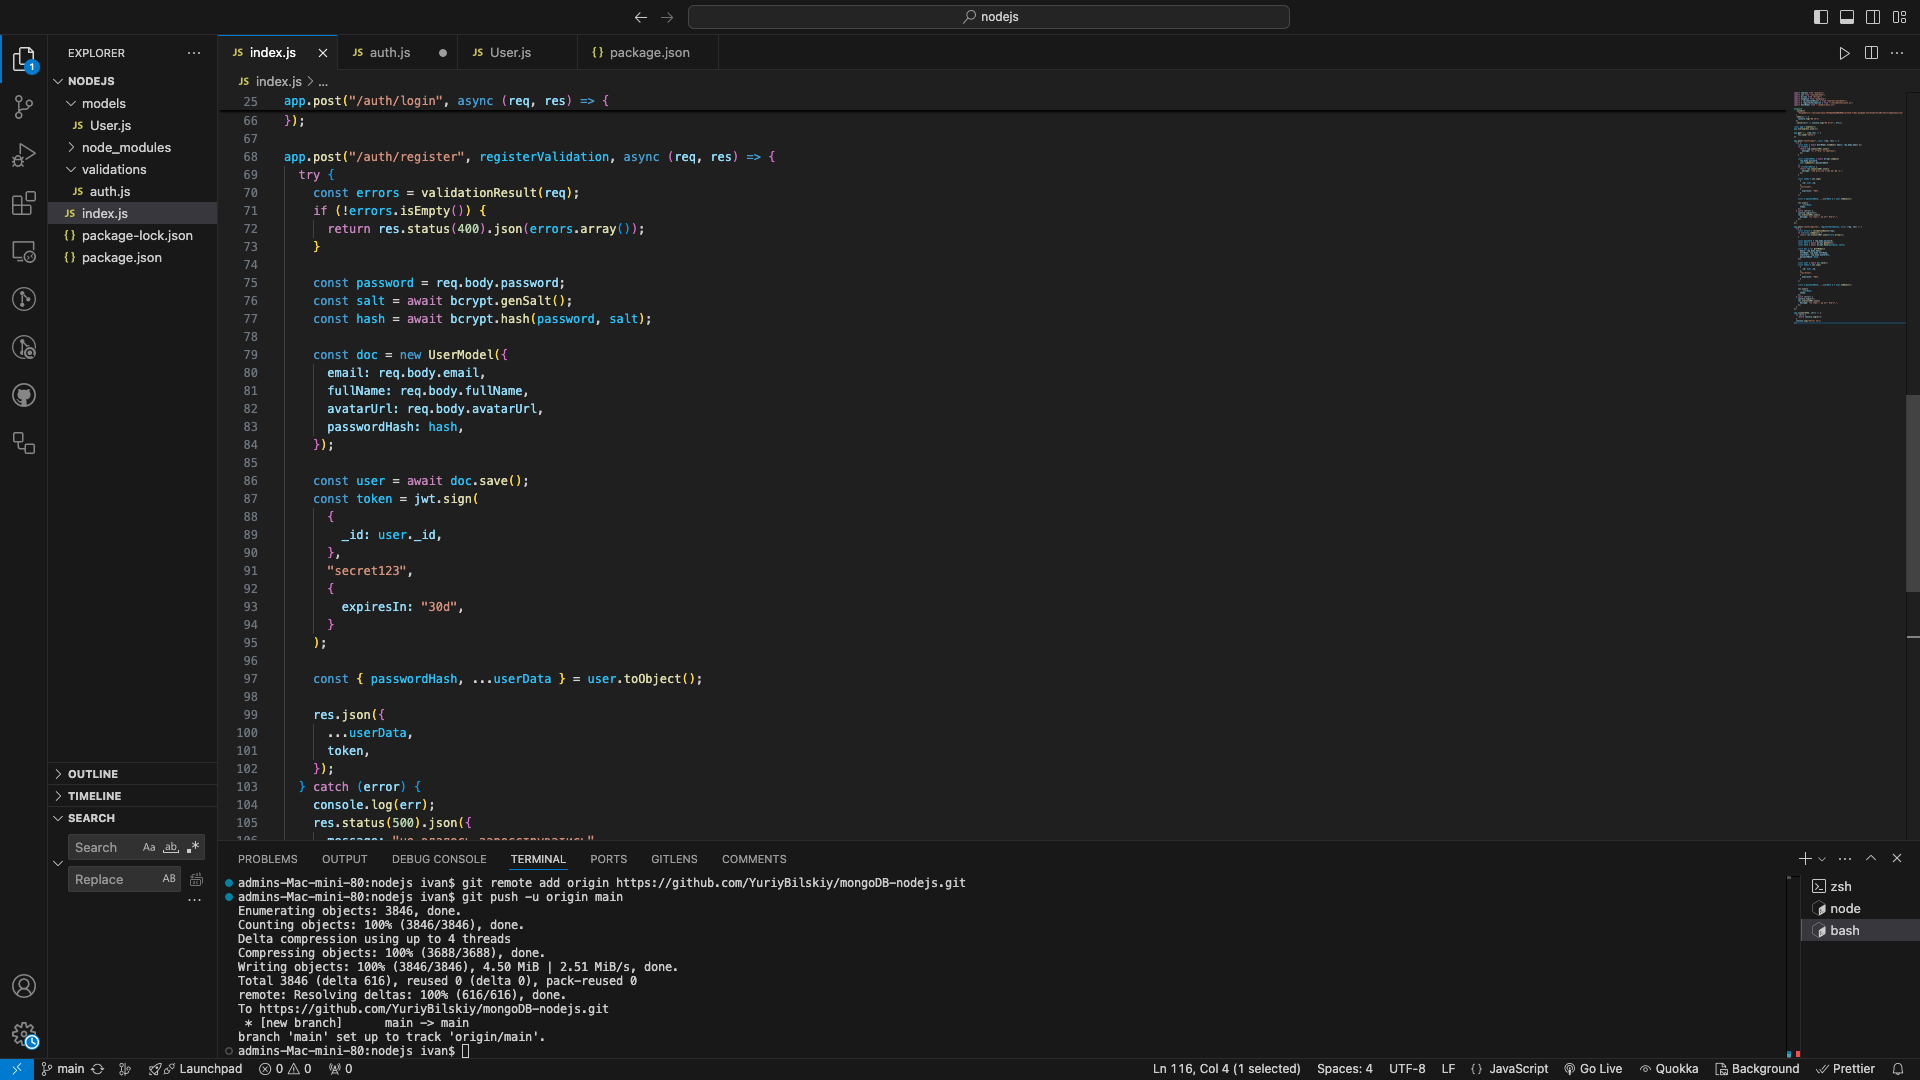 nodejs
EXPLORER
NODEJS
models
JS User.js
node_modules
validations
JS auth.js
JS index.js
{} package-lock.json
{} package.json
OUTLINE
TIMELINE
SEARCH
Search Aa ab .*
Replace AB
1
JS index.js
JS auth.js
JS User.js
{} package.json
JS index.js > ...
25 app.post("/auth/login", async (req, res) => {
66 });
67
68 app.post("/auth/register", registerValidation, async (req, res) => {
69 try {
70 const errors = validationResult(req);
71 if (!errors.isEmpty()) {
72 return res.status(400).json(errors.array());
73 }
74
75 const password = req.body.password;
76 const salt = await bcrypt.genSalt();
77 const hash = await bcrypt.hash(password, salt);
78
79 const doc = new UserModel({
80 email: req.body.email,
81 fullName: req.body.fullName,
82 avatarUrl: req.body.avatarUrl,
83 passwordHash: hash,
84 });
85
86 const user = await doc.save();
87 const token = jwt.sign(
88 {
89 _id: user._id,
90 },
91 "secret123",
92 {
93 expiresIn: "30d",
94 }
95 );
96
97 const { passwordHash, ...userData } = user.toObject();
98
99 res.json({
100 ...userData,
101 token,
102 });
103 } catch (error) {
104 console.log(err);
105 res.status(500).json({
PROBLEMS OUTPUT DEBUG CONSOLE TERMINAL PORTS GITLENS COMMENTS
admins-Mac-mini-80:nodejs ivan$ git remote add origin https://github.com/YuriyBilskiy/mongoDB-nodejs.git
admins-Mac-mini-80:nodejs ivan$ git push -u origin main
Enumerating objects: 3846, done.
Counting objects: 100% (3846/3846), done.
Delta compression using up to 4 threads
Compressing objects: 100% (3688/3688), done.
Writing objects: 100% (3846/3846), 4.50 MiB | 2.51 MiB/s, done.
Total 3846 (delta 616), reused 0 (delta 0), pack-reused 0
remote: Resolving deltas: 100% (616/616), done.
To https://github.com/YuriyBilskiy/mongoDB-nodejs.git
* [new branch] main -> main
branch 'main' set up to track 'origin/main'.
admins-Mac-mini-80:nodejs ivan$
zsh
node
bash
main Launchpad 0 0 0 Ln 116, Col 4 (1 selected) Spaces: 4 UTF-8 LF {} JavaScript Go Live Quokka Background Prettier